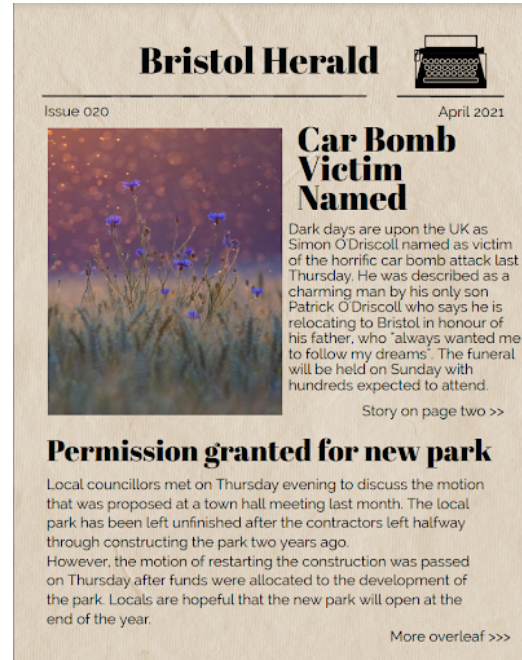 Bristol Herald
Issue 020
April 2021
Car Bomb
Victim
Named
Dark days are upon the UK as
Simon O'Driscoll named as victim
of the horrific car bomb attack last
Thursday. He was described as a
charming man by his only son
Patrick O'Driscoll who says he is
relocating to Bristol in honour of
his father, who "always wanted me
to follow my dreams". The funeral
will be held on Sunday with
hundreds expected to attend.
Story on page two >>
Permission granted for new park
Local councillors met on Thursday evening to discuss the motion
that was proposed at a town hall meeting last month. The local
park has been left unfinished after the contractors left halfway
through constructing the park two years ago.
However, the motion of restarting the construction was passed
on Thursday after funds were allocated to the development of
the park. Locals are hopeful that the new park will open at the
end of the year.
More overleaf >>>